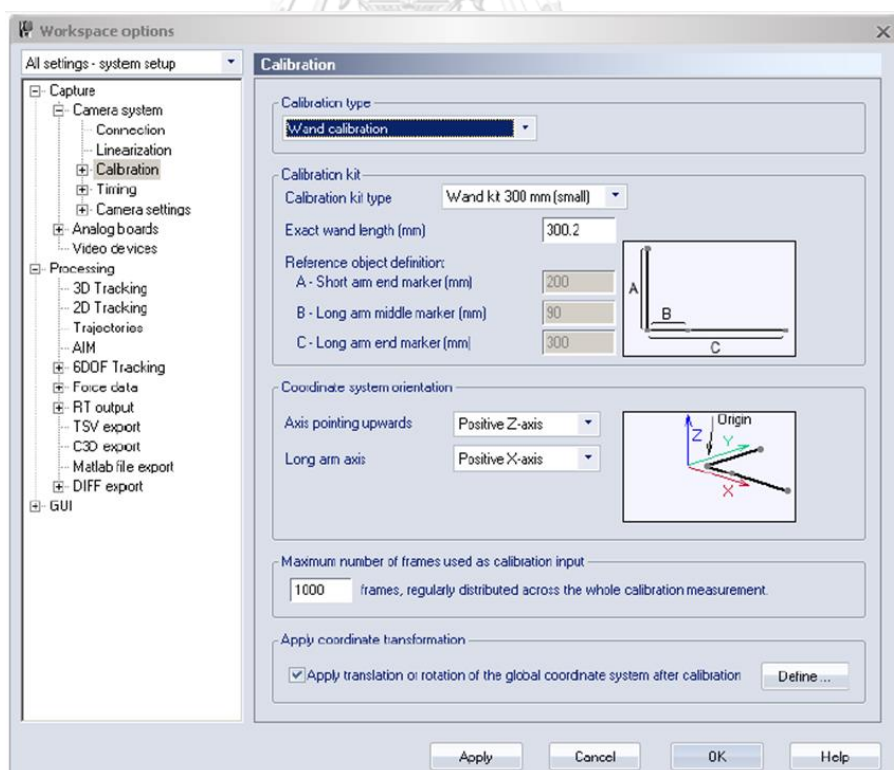 Workspace options
All settings - system setup
Capture
Camera system
Connection
Linearization
Calibration
Timing
Camera settings
Analog boards
Video devices
Processing
3D Tracking
2D Tracking
Trajectories
AIM
6DOF Tracking
Force data
RT output
TSV export
C3D export
Matlab file export
DIFF export
GUI
Calibration
Calibration type
Wand calibration
Calibration kit
Calibration kit type
Wand kit 300 mm (small)
Exact wand length (mm)
300.2
Reference object definition:
A - Short arm end marker (mm)
200
B - Long arm middle marker (mm)
90
C - Long arm end marker (mm)
300
A
B
C
Coordinate system orientation
Axis pointing upwards
Positive Z-axis
Long arm axis
Positive X-axis
Origin
Z
Y
X
Maximum number of frames used as calibration input
1000 frames, regularly distributed across the whole calibration measurement.
Apply coordinate transformation
Apply translation or rotation of the global coordinate system after calibration
Define ...
Apply
Cancel
OK
Help